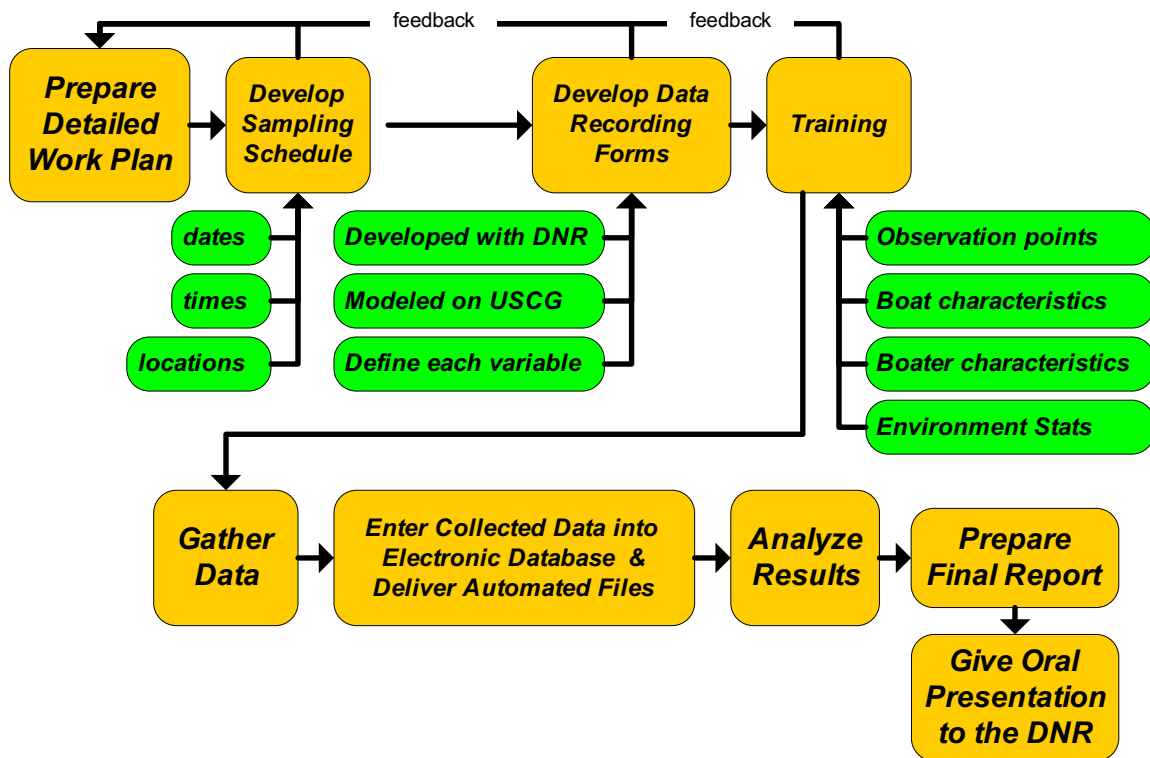 feedback
feedback
Prepare
Detailed
Work Plan
Develop
Sampling
Schedule
Develop Data
Recording
Forms
Training
dates
times
locations
Developed with DNR
Modeled on USCG
Define each variable
Observation points
Boat characteristics
Boater characteristics
Environment Stats
Gather
Data
Enter Collected Data into
Electronic Database &
Deliver Automated Files
Analyze
Results
Prepare
Final Report
Give Oral
Presentation
to the DNR